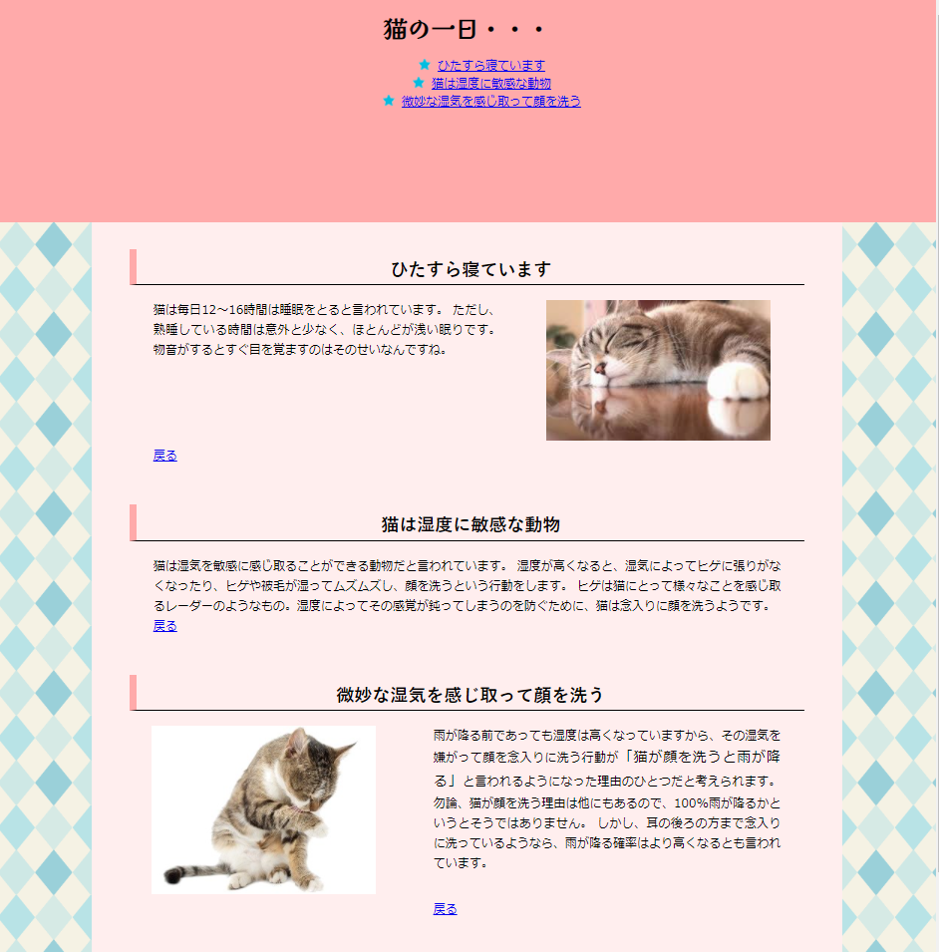 猫の一日・・・
ひたすら寝ています
猫は湿度に敏感な動物
微妙な湿気を感じ取って顔を洗う
ひたすら寝ています
猫は毎日12～16時間は睡眠をとると言われています。 ただし、
熟睡している時間は意外と少なく、ほとんどが浅い眠りです。
物音がするとすぐ目を覚ますのはそのせいなんですね。
戻る
猫は湿度に敏感な動物
猫は湿気を敏感に感じ取ることができる動物だと言われています。 湿度が高くなると、湿気によってヒゲに張りがな
くなったり、ヒゲや被毛が湿ってムズムズし、顔を洗うという行動をします。 ヒゲは猫にとって様々なことを感じ取
るレーダーのようなもの。湿度によってその感覚が鈍ってしまうのを防ぐために、猫は念入りに顔を洗うようです。
戻る
微妙な湿気を感じ取って顔を洗う
雨が降る前であっても湿度は高くなっていますから、その湿気を
嫌がって顔を念入りに洗う行動が「猫が顔を洗うと雨が降
る」と言われるようになった理由のひとつだと考えられます。
勿論、猫が顔を洗う理由は他にもあるので、100%雨が降るかと
いうとそうではありません。 しかし、耳の後ろの方まで念入り
に洗っているようなら、雨が降る確率はより高くなるとも言われ
ています。
戻る